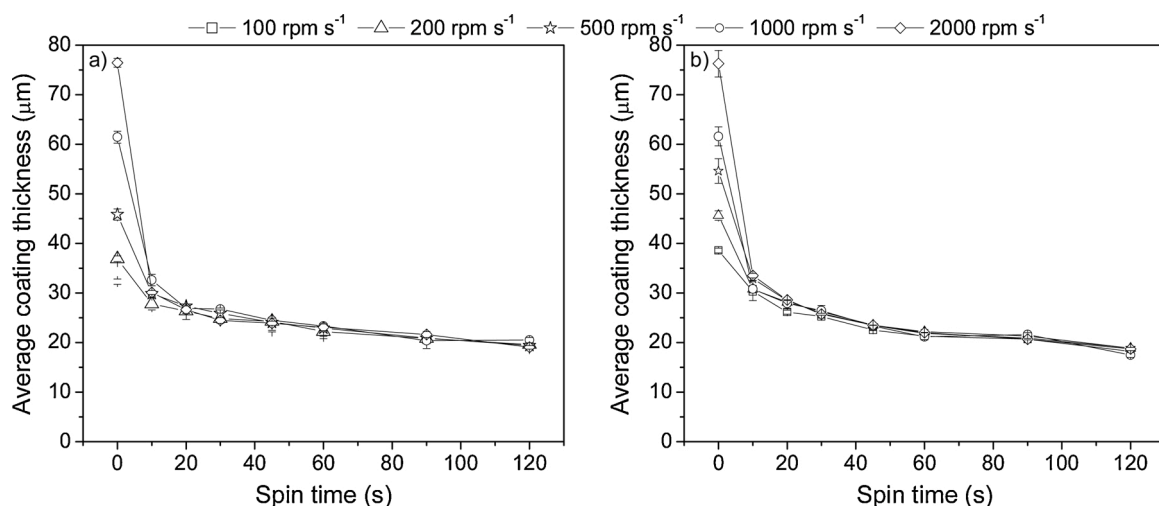 100 rpm s⁻¹ 200 rpm s⁻¹ 500 rpm s⁻¹ 1000 rpm s⁻¹ 2000 rpm s⁻¹
a)
Average coating thickness (μm)
80
70
60
50
40
30
20
10
0
0 20 40 60 80 100 120
Spin time (s)
b)
Average coating thickness (μm)
80
70
60
50
40
30
20
10
0
0 20 40 60 80 100 120
Spin time (s)